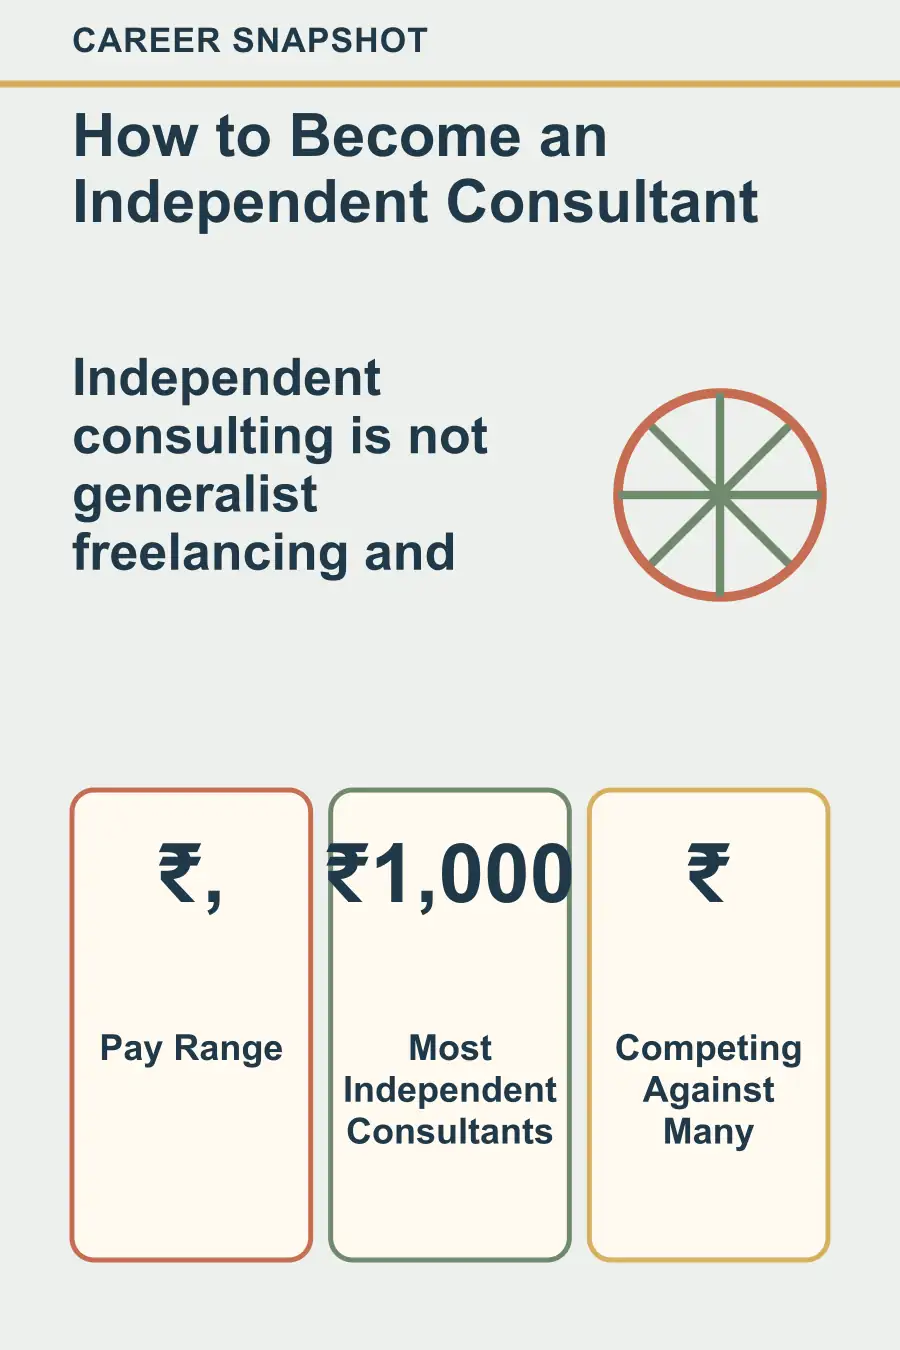 CAREER SNAPSHOT
How to Become an
Independent Consultant
Independent
consulting is not
generalist
freelancing and
₹,
Pay Range
₹1,000
Most
Independent
Consultants
₹
Competing
Against
Many